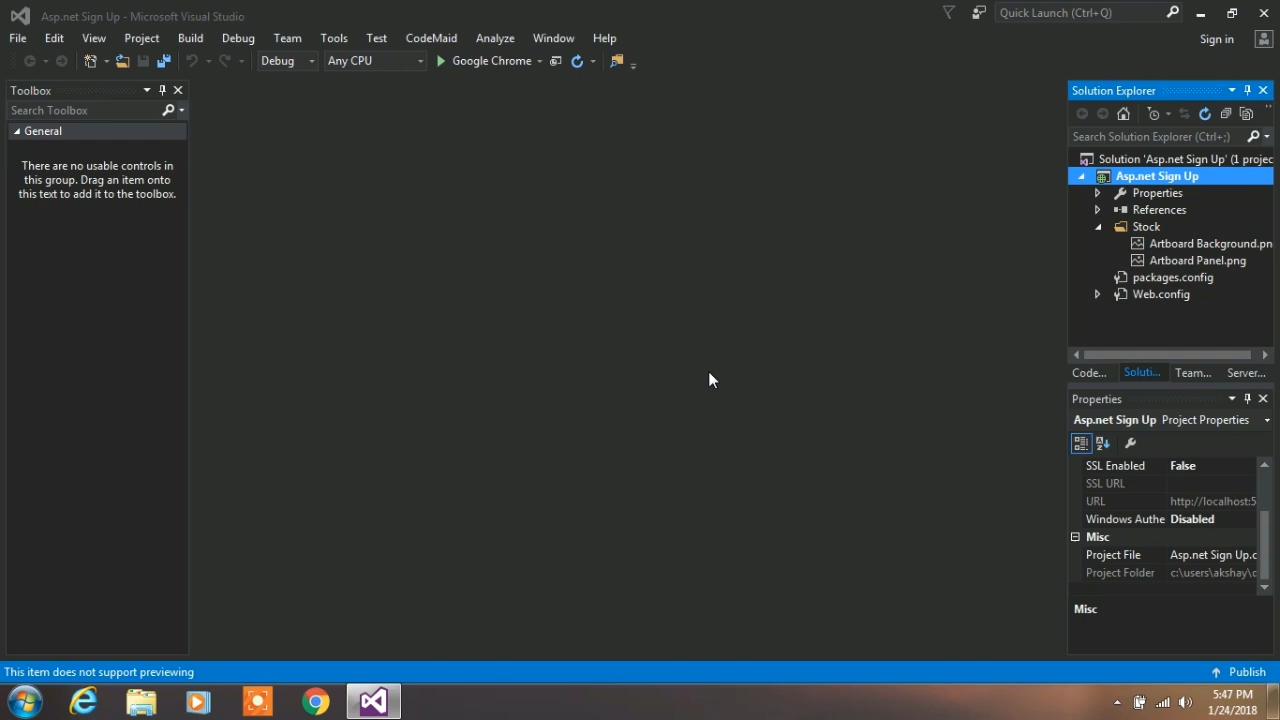 Asp.net Sign Up - Microsoft Visual Studio
Quick Launch (Ctrl+Q)
File Edit View Project Build Debug Team Tools Test CodeMaid Analyze Window Help
Sign in
Debug Any CPU Google Chrome
Toolbox
Search Toolbox
General
There are no usable controls in
this group. Drag an item onto
this text to add it to the toolbox.
Solution Explorer
Search Solution Explorer (Ctrl+;)
Solution 'Asp.net Sign Up' (1 projec
Asp.net Sign Up
Properties
References
Stock
Artboard Background.pn
Artboard Panel.png
packages.config
Web.config
Code... Soluti... Team... Server...
Properties
Asp.net Sign Up Project Properties
SSL Enabled False
SSL URL
URL http://localhost:5
Windows Authe Disabled
Misc
Project File Asp.net Sign Up.c
Project Folder c:\users\akshay\d
Misc
This item does not support previewing
Publish
5:47 PM
1/24/2018